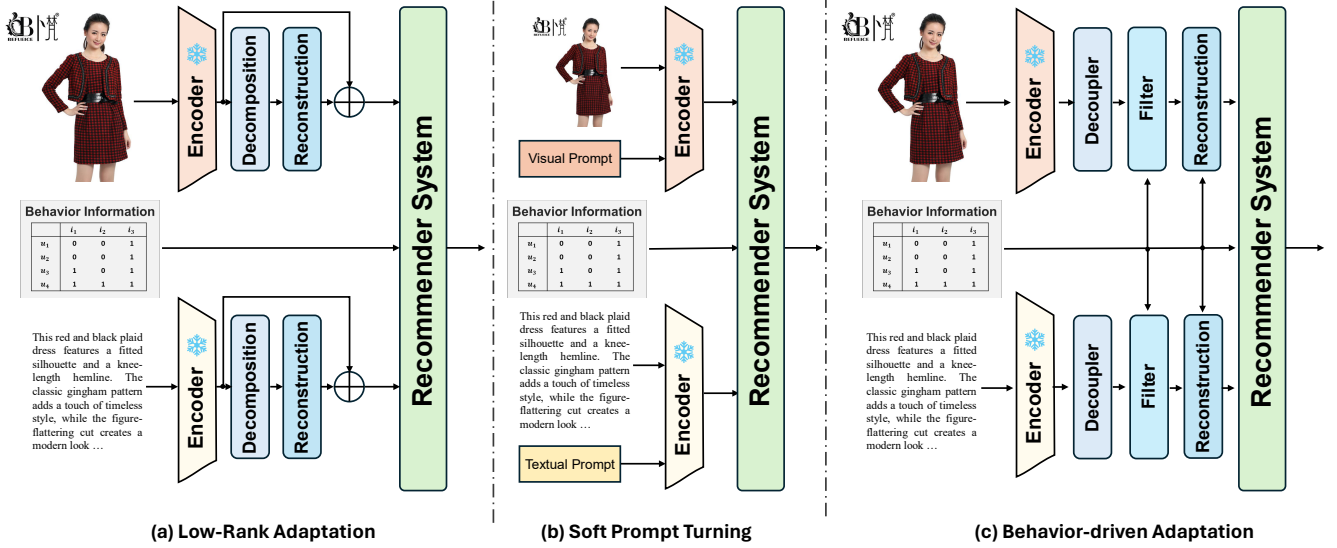 B
卜梵
BEFUICE
Encoder
Decomposition
Reconstruction
Behavior Information
i₁ i₂ i₃
u₁ 0 0 1
u₂ 0 0 1
u₃ 1 0 1
u₄ 1 1 1
This red and black plaid
dress features a fitted
silhouette and a knee-
length hemline. The
classic gingham pattern
adds a touch of timeless
style, while the figure-
flattering cut creates a
modern look ...
Encoder
Decomposition
Reconstruction
Recommender System
(a) Low-Rank Adaptation
Visual Prompt
Encoder
Behavior Information
i₁ i₂ i₃
u₁ 0 0 1
u₂ 0 0 1
u₃ 1 0 1
u₄ 1 1 1
This red and black plaid
dress features a fitted
silhouette and a knee-
length hemline. The
classic gingham pattern
adds a touch of timeless
style, while the figure-
flattering cut creates a
modern look ...
Textual Prompt
Encoder
Recommender System
(b) Soft Prompt Turning
B
卜梵
BEFUICE
Encoder
Decoupler
Filter
Reconstruction
Behavior Information
i₁ i₂ i₃
u₁ 0 0 1
u₂ 0 0 1
u₃ 1 0 1
u₄ 1 1 1
This red and black plaid
dress features a fitted
silhouette and a knee-
length hemline. The
classic gingham pattern
adds a touch of timeless
style, while the figure-
flattering cut creates a
modern look ...
Encoder
Decoupler
Filter
Reconstruction
Recommender System
(c) Behavior-driven Adaptation